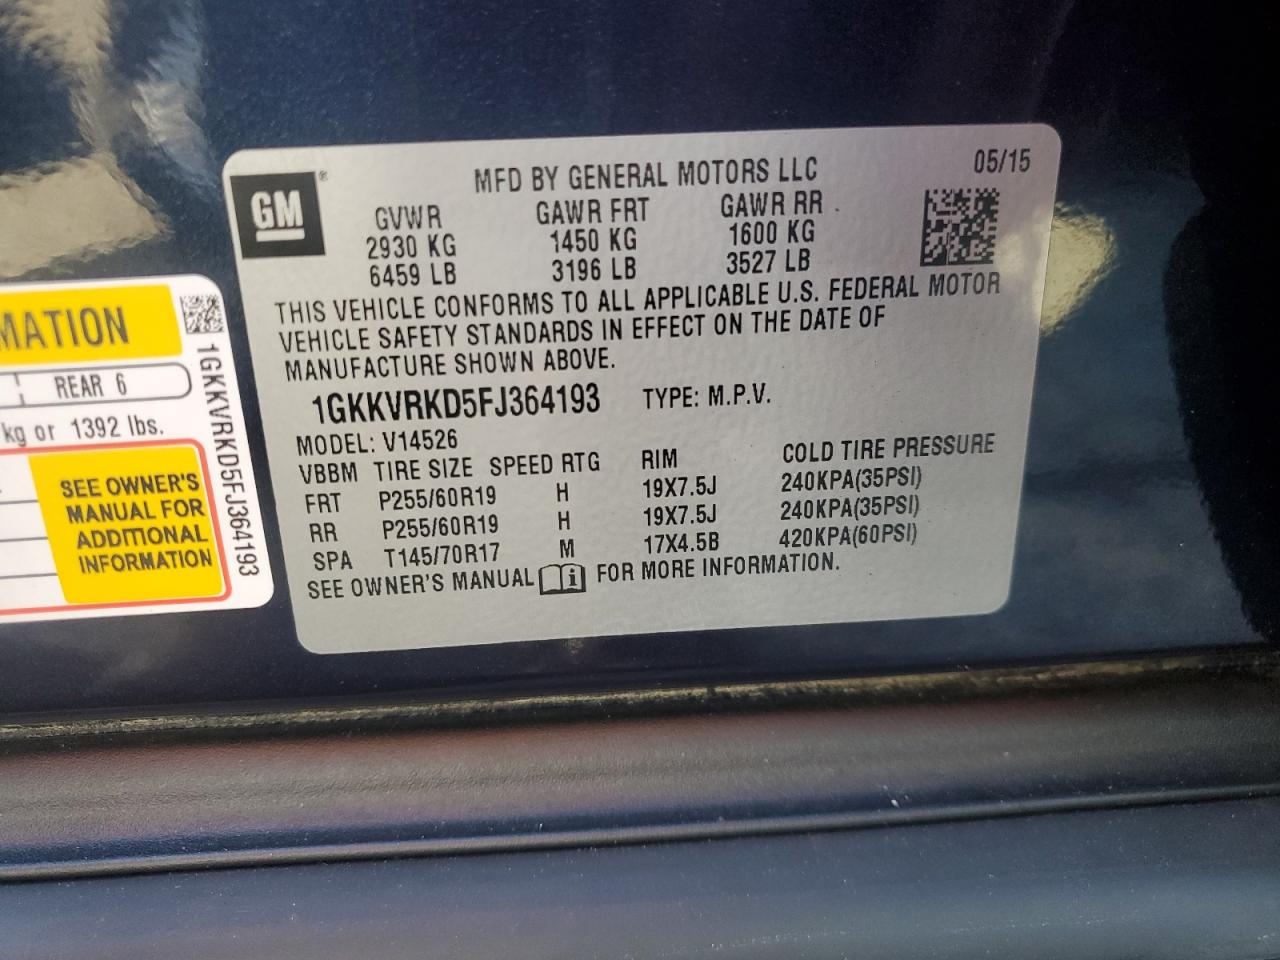 GM®
MFD BY GENERAL MOTORS LLC
05/15
GVWR GAWR FRT GAWR RR
2930 KG 1450 KG 1600 KG
6459 LB 3196 LB 3527 LB
THIS VEHICLE CONFORMS TO ALL APPLICABLE U.S. FEDERAL MOTOR
VEHICLE SAFETY STANDARDS IN EFFECT ON THE DATE OF
MANUFACTURE SHOWN ABOVE.
1GKKVRKD5FJ364193 TYPE: M.P.V.
MODEL: V14526
VBBM TIRE SIZE SPEED RTG RIM COLD TIRE PRESSURE
FRT P255/60R19 H 19X7.5J 240KPA(35PSI)
RR P255/60R19 H 19X7.5J 240KPA(35PSI)
SPA T145/70R17 M 17X4.5B 420KPA(60PSI)
SEE OWNER'S MANUAL FOR MORE INFORMATION.
MATION
REAR 6
kg or 1392 lbs.
SEE OWNER'S
MANUAL FOR
ADDITIONAL
INFORMATION
1GKKVRKD5FJ364193